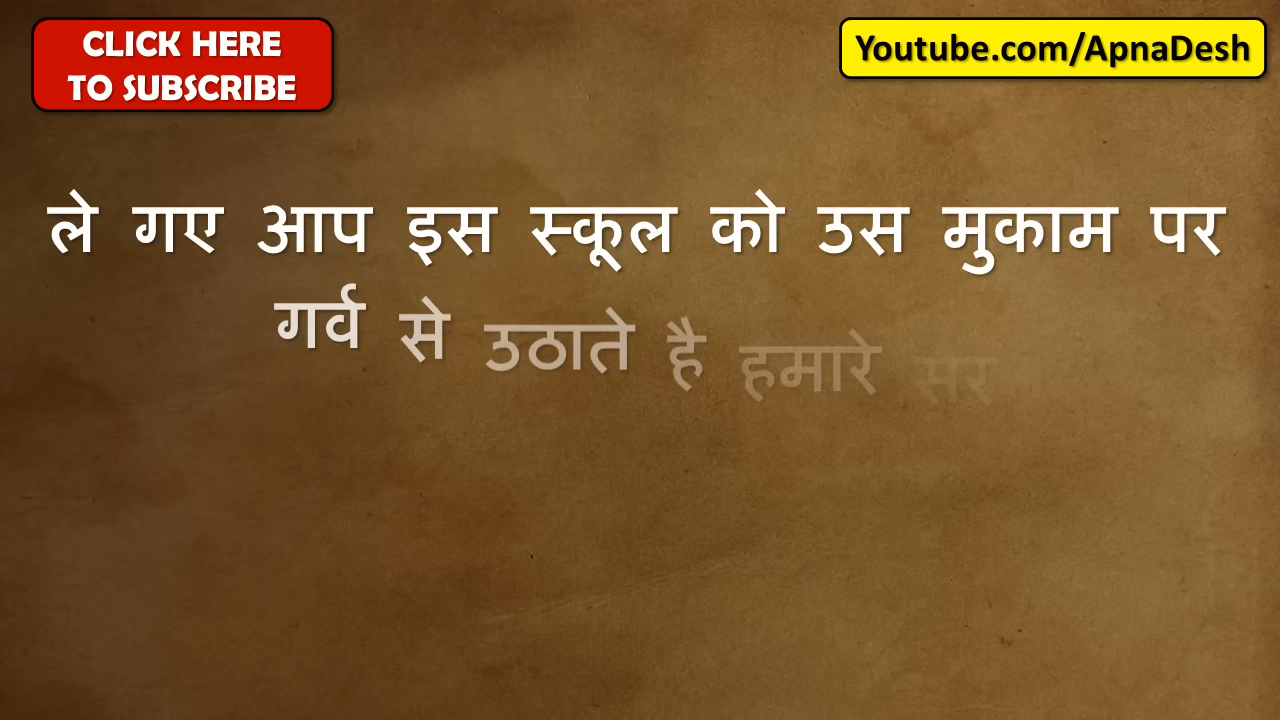 CLICK HERE
TO SUBSCRIBE
Youtube.com/ApnaDesh
ले गए आप इस स्कूल को उस मुकाम पर
गर्व से उठाते है हमारे सर